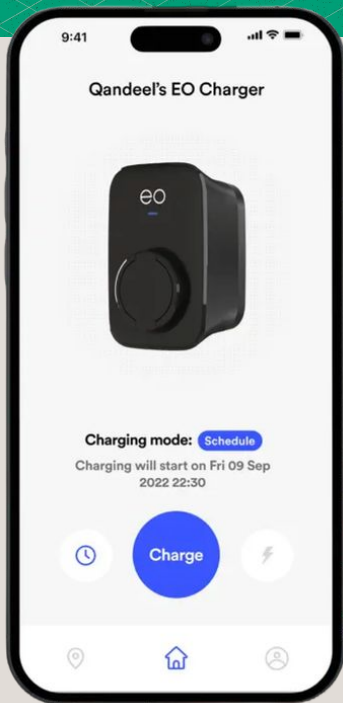 9:41
Qandeel's EO Charger
eo
Charging mode: Schedule
Charging will start on Fri 09 Sep
2022 22:30
Charge